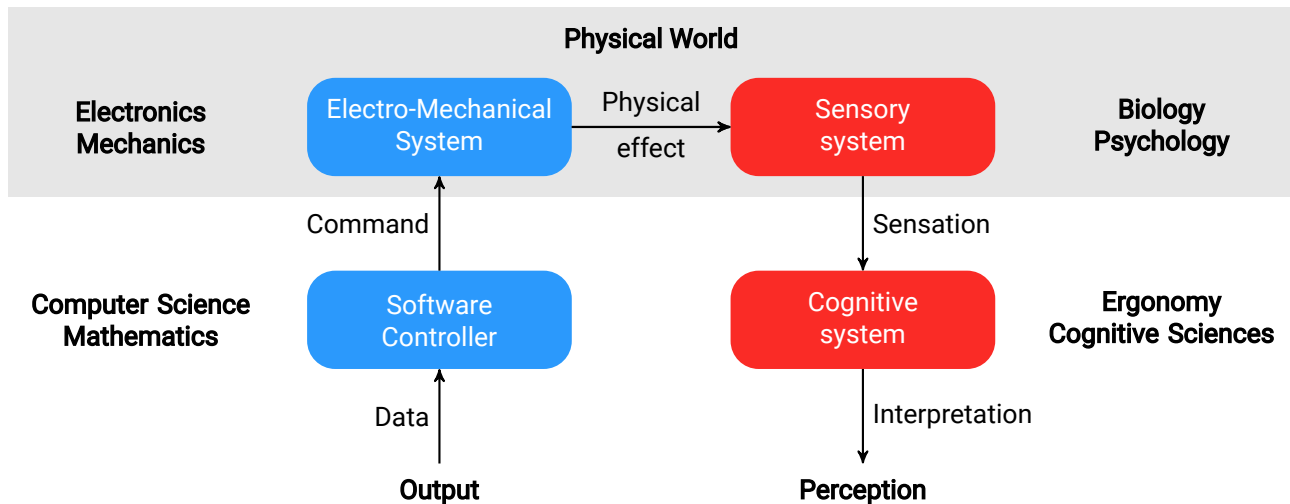 Physical World
Electronics
Mechanics
Electro-Mechanical
System
Physical
effect
Sensory
system
Biology
Psychology
Command
Sensation
Computer Science
Mathematics
Software
Controller
Cognitive
system
Ergonomy
Cognitive Sciences
Data
Interpretation
Output
Perception